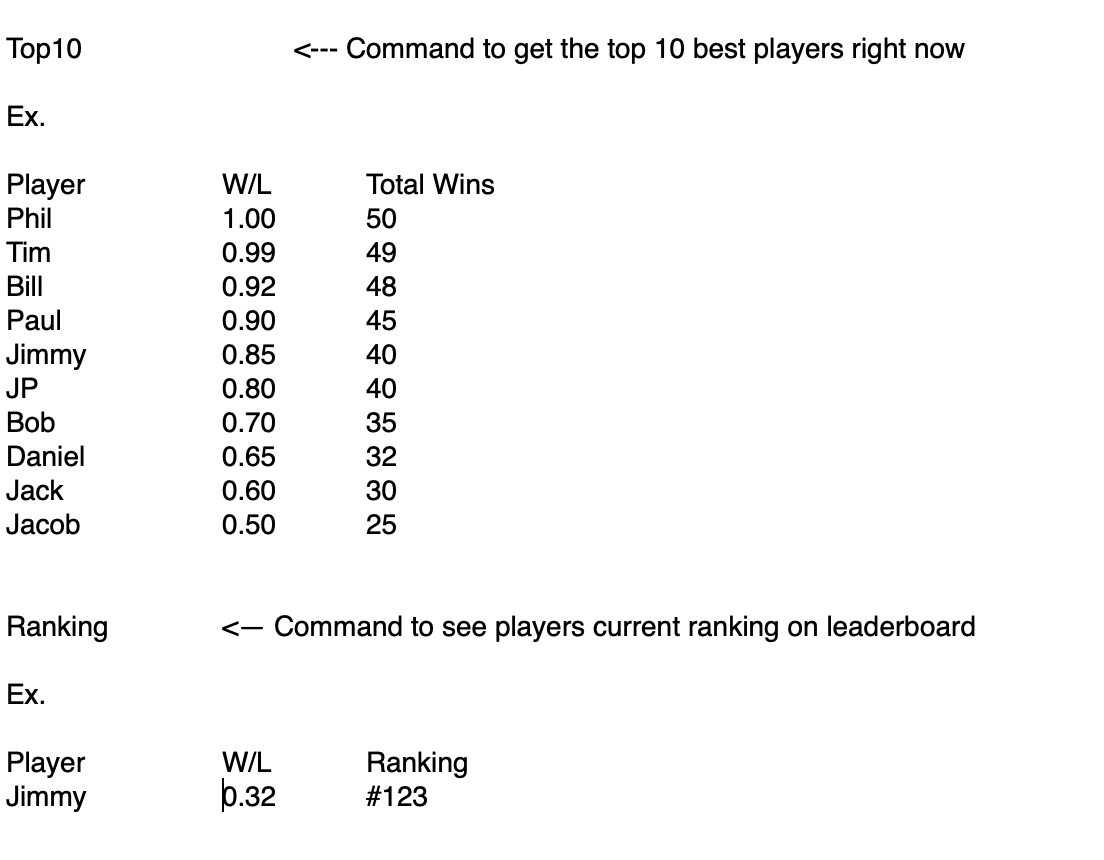 Top10 <--- Command to get the top 10 best players right now
Ex.
Player W/L Total Wins
Phil 1.00 50
Tim 0.99 49
Bill 0.92 48
Paul 0.90 45
Jimmy 0.85 40
JP 0.80 40
Bob 0.70 35
Daniel 0.65 32
Jack 0.60 30
Jacob 0.50 25
Ranking <— Command to see players current ranking on leaderboard
Ex.
Player W/L Ranking
Jimmy 0.32 #123